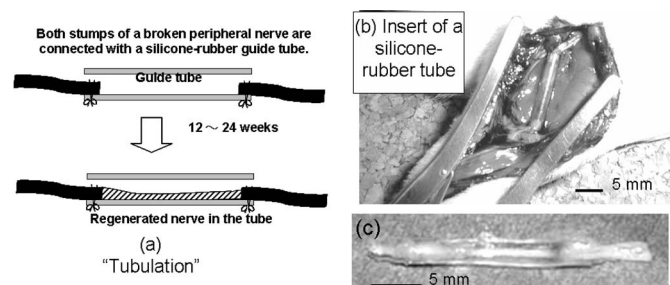 Both stumps of a broken peripheral nerve are
connected with a silicone-rubber guide tube.
Guide tube
12 ~ 24 weeks
Regenerated nerve in the tube
(a)
"Tubulation"
(b) Insert of a
silicone-
rubber tube
5 mm
(c)
5 mm